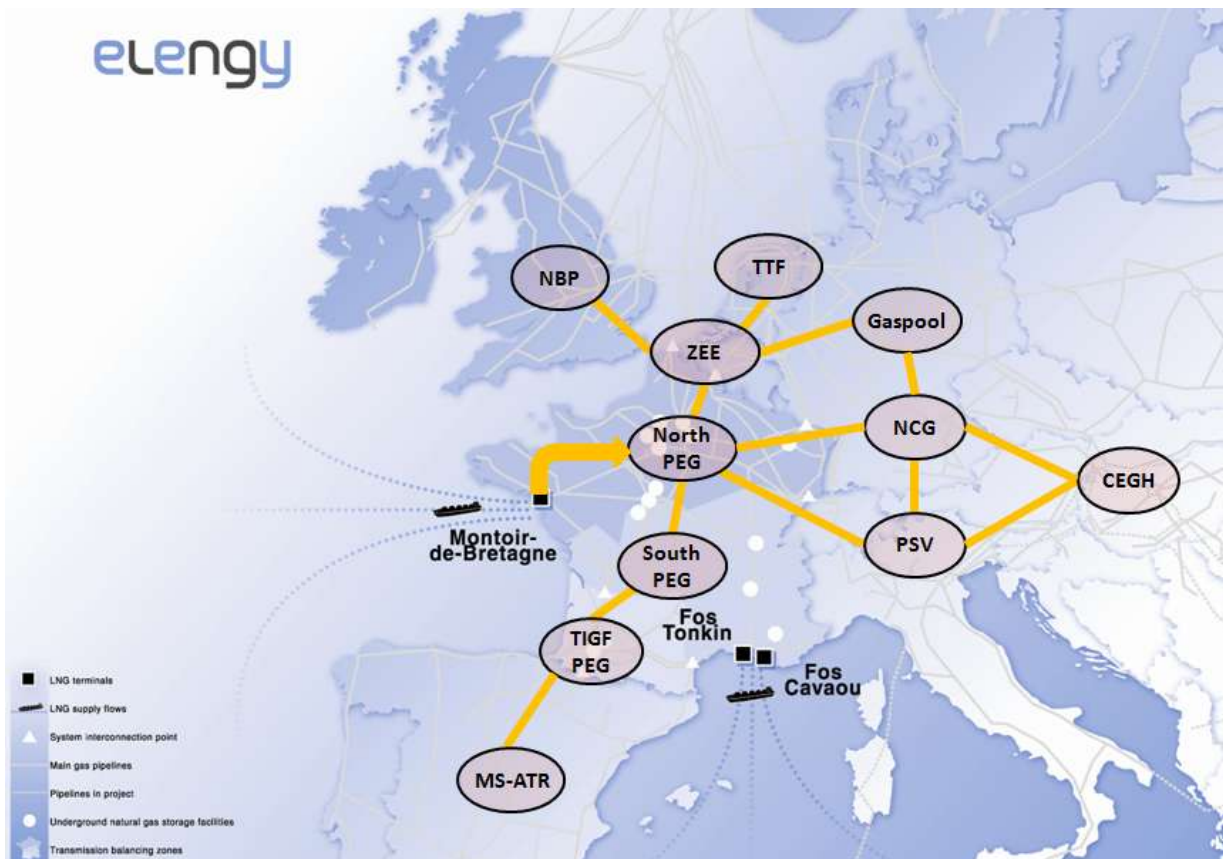 elengy
NBP
TTF
Gaspool
ZEE
North
PEG
NCG
CEGH
Montoir-
de-Bretagne
PSV
South
PEG
Fos
Tonkin
TIGF
PEG
Fos
Cavaou
MS-ATR
LNG terminals
LNG supply flows
System interconnection point
Main gas pipelines
Pipelines in project
Underground natural gas storage facilities
Transmission balancing zones